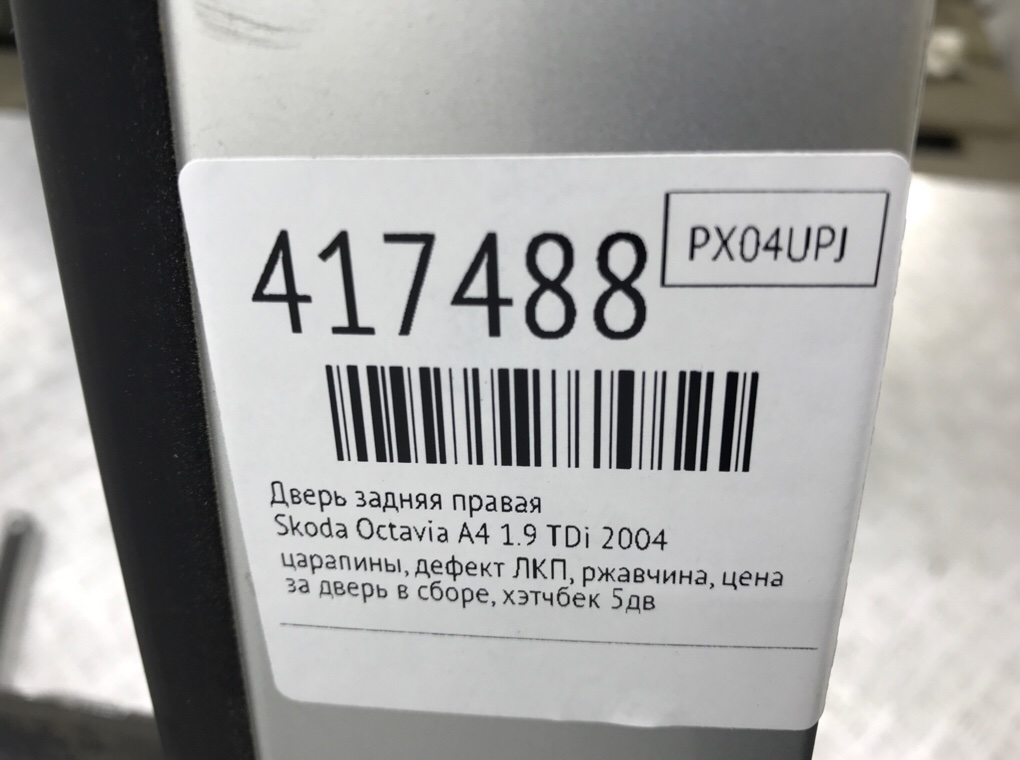 417488
PX04UPJ
Дверь задняя правая
Skoda Octavia A4 1.9 TDi 2004
царапины, дефект ЛКП, ржавчина, цена
за дверь в сборе, хэтчбек 5дв